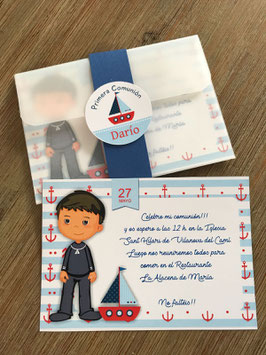 Primera Comunión
Darío
27
Celebro mi comunión!!!
y os espero a las 12 h en la Iglesia
Sant Hilari de Vilanova del Camí
Luego nos reuniremos todos para
comer en el Restaurante
La Alacena de María
No faltéis!!